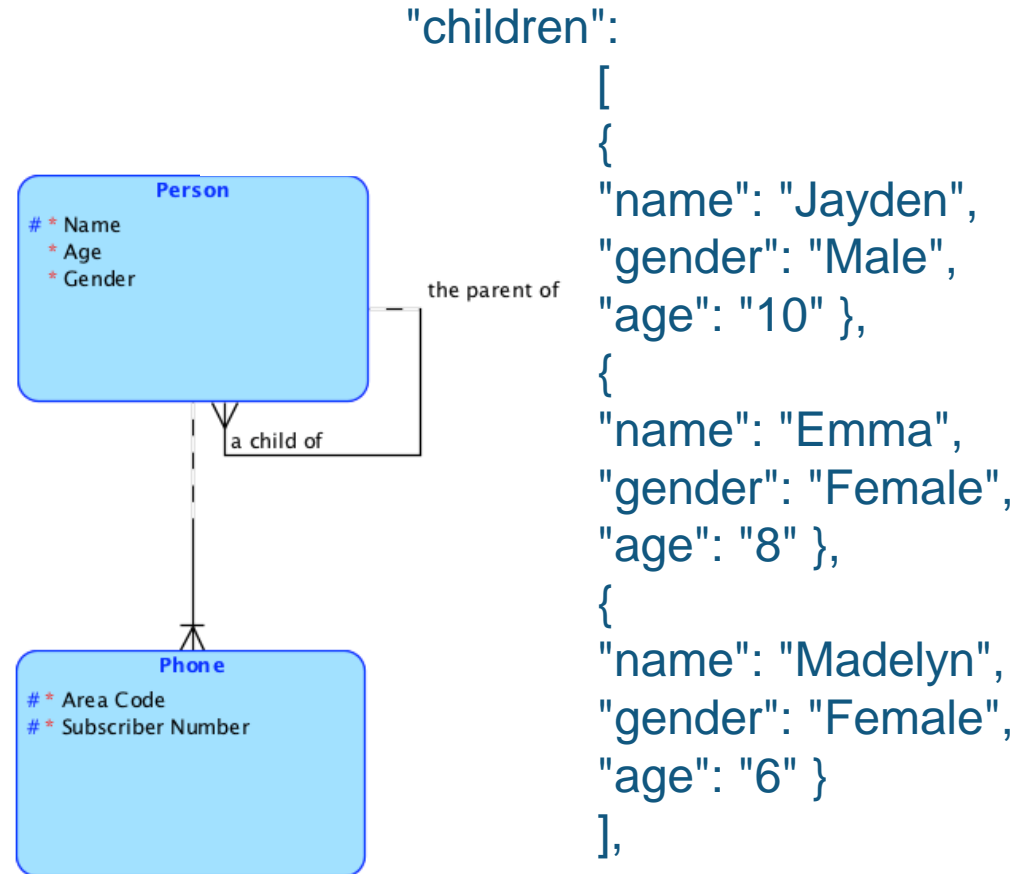 "children":
[
{
"name": "Jayden",
"gender": "Male",
"age": "10" },
{
"name": "Emma",
"gender": "Female",
"age": "8" },
{
"name": "Madelyn",
"gender": "Female",
"age": "6" }
],
Person
# * Name
* Age
* Gender
the parent of
a child of
Phone
# * Area Code
# * Subscriber Number